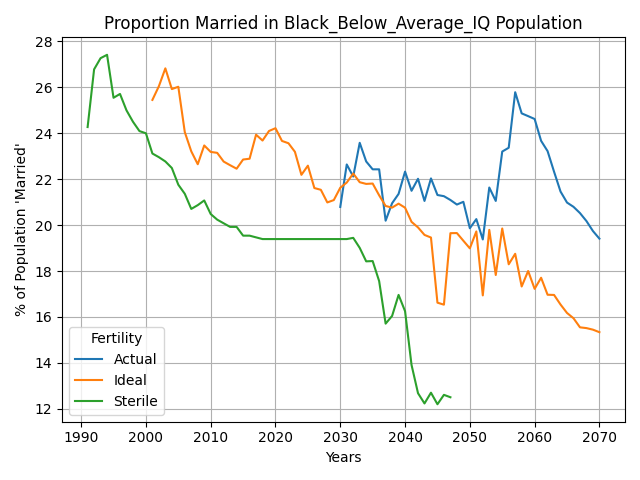 Proportion Married in Black_Below_Average_IQ Population
% of Population 'Married'
28
26
24
22
20
18
16
14
12
Fertility
Actual
Ideal
Sterile
1990 2000 2010 2020 2030 2040 2050 2060 2070
Years